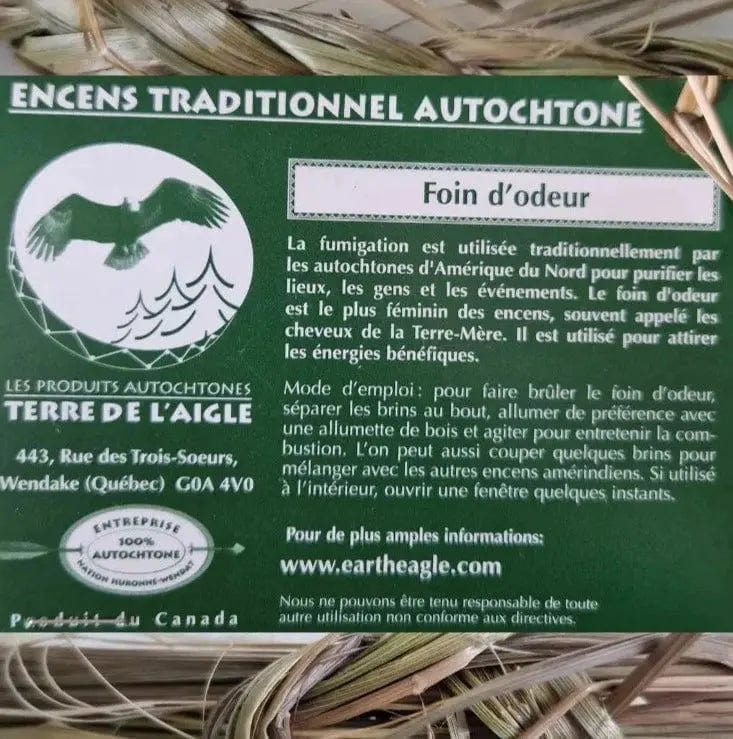 ENCENS TRADITIONNEL AUTOCHTONE
Foin d'odeur
La fumigation est utilisée traditionnellement par
les autochtones d'Amérique du Nord pour purifier les
lieux, les gens et les événements. Le foin d'odeur
est le plus féminin des encens, souvent appelé les
cheveux de la Terre-Mère. Il est utilisé pour attirer
les énergies bénéfiques.
LES PRODUITS AUTOCHTONES
TERRE DE L'AIGLE
443, Rue des Trois-Soeurs,
Wendake (Québec) G0A 4V0
ENTREPRISE
100%
AUTOCHTONE
NATION HURONNE-WENDAT
Produit du Canada
Mode d'emploi: pour faire brûler le foin d'odeur,
séparer les brins au bout, allumer de préférence avec
une allumette de bois et agiter pour entretenir la com-
bustion. L'on peut aussi couper quelques brins pour
mélanger avec les autres encens amérindiens. Si utilisé
à l'intérieur, ouvrir une fenêtre quelques instants.
Pour de plus amples informations:
www.eartheagle.com
Nous ne pouvons être tenu responsable de toute
autre utilisation non conforme aux directives.